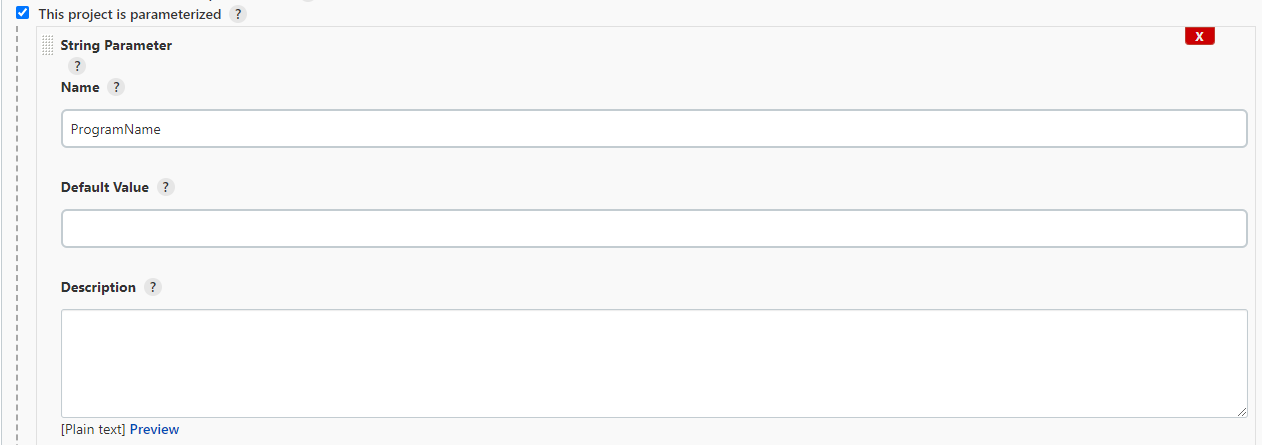 This project is parameterized ?
String Parameter
X
?
Name ?
ProgramName
Default Value ?
Description ?
[Plain text] Preview